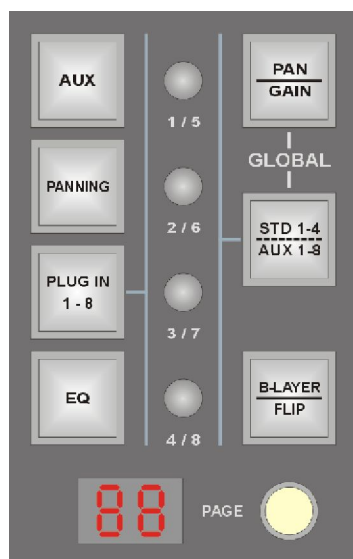 AUX
PAN
GAIN
1 / 5
GLOBAL
PANNING
2 / 6
STD 1-4
AUX 1-8
PLUG IN
1 - 8
3 / 7
EQ
B-LAYER
FLIP
4 / 8
88
PAGE